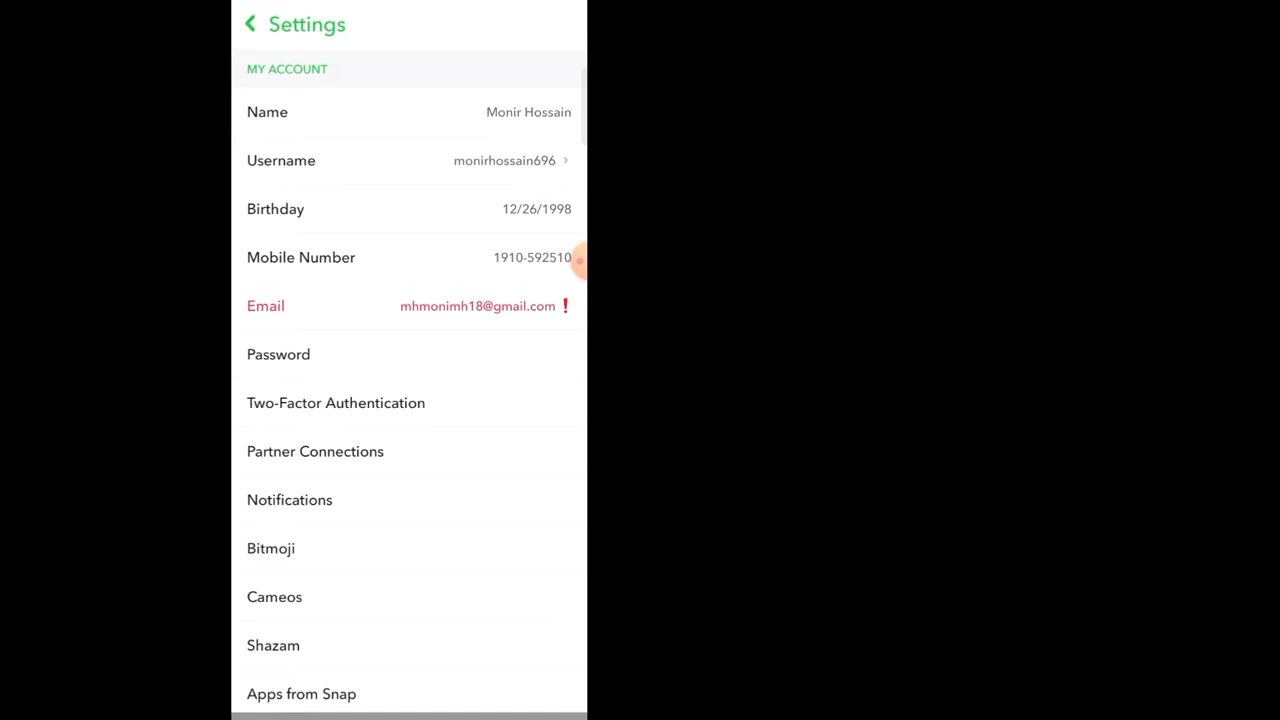 Settings
MY ACCOUNT
Name Monir Hossain
Username monirhossain696
Birthday 12/26/1998
Mobile Number 1910-592510
Email mhmonimh18@gmail.com ❗
Password
Two-Factor Authentication
Partner Connections
Notifications
Bitmoji
Cameos
Shazam
Apps from Snap